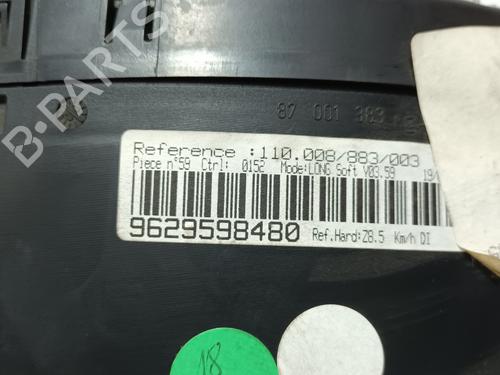 B-PARTS
87 001 383
Reference :110.008/883/003
Piece n°59 Ctrl: 0152 Mode:LONG Soft V03.59 19/
9629598480 Ref.Hard:Z8.5 Km/h DI
18